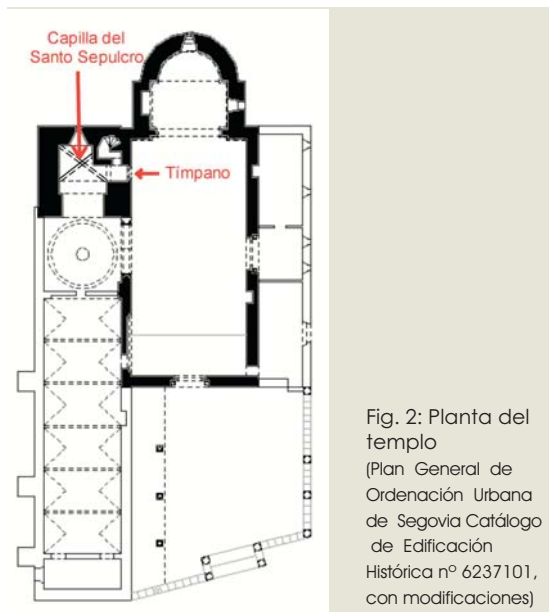 Capilla del
Santo Sepulcro
Tímpano
Fig. 2: Planta del
templo
(Plan General de
Ordenación Urbana
de Segovia Catálogo
de Edificación
Histórica nº 6237101,
con modificaciones)